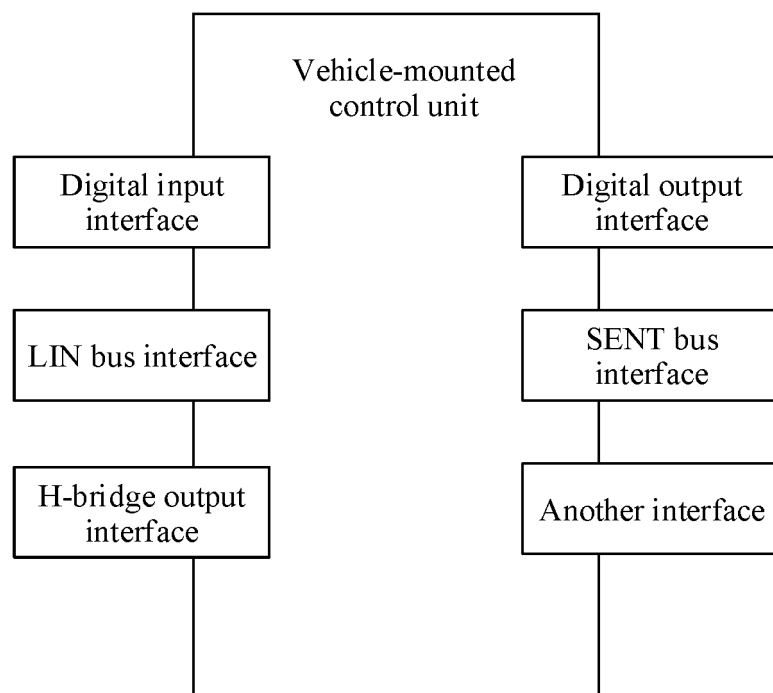 Vehicle-mounted
control unit
Digital input
interface
Digital output
interface
LIN bus interface
SENT bus
interface
H-bridge output
interface
Another interface